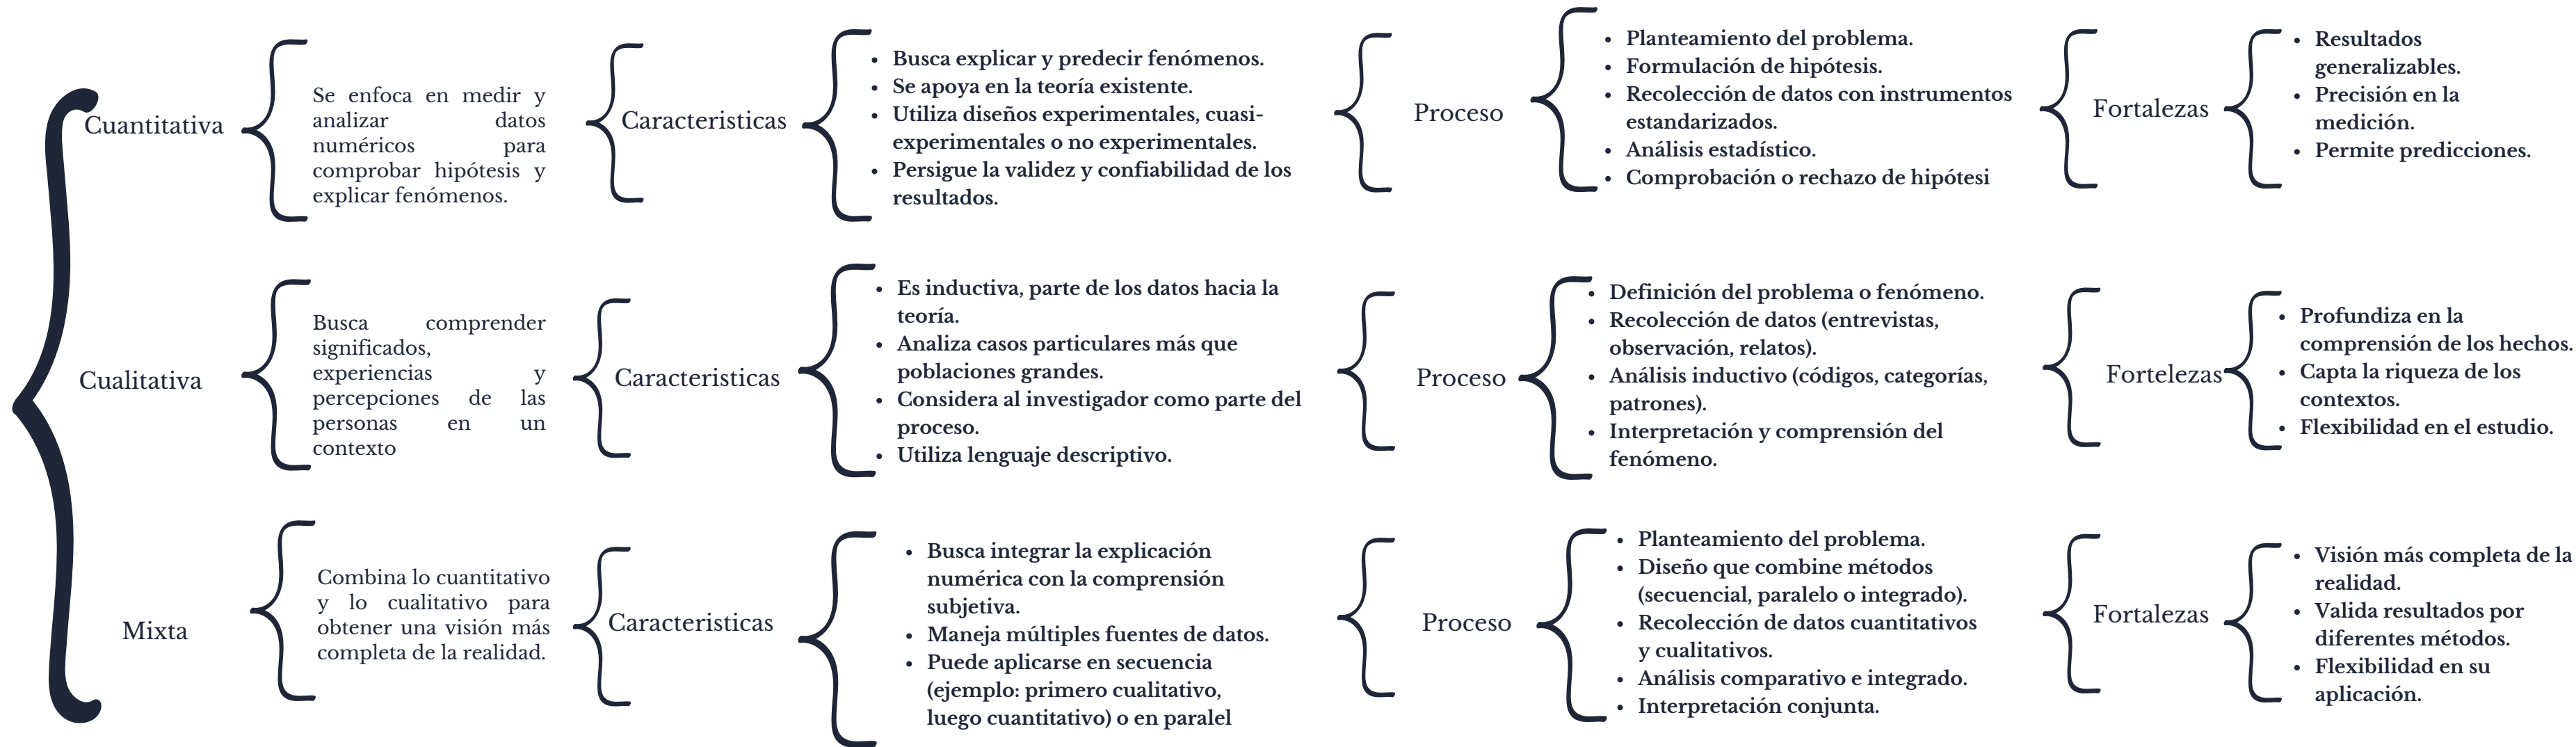 Cuantitativa
Se enfoca en medir y
analizar datos
numéricos para
comprobar hipótesis y
explicar fenómenos.
Caracteristicas
• Busca explicar y predecir fenómenos.
• Se apoya en la teoría existente.
• Utiliza diseños experimentales, cuasi-
experimentales o no experimentales.
• Persigue la validez y confiabilidad de los
resultados.
Proceso
• Planteamiento del problema.
• Formulación de hipótesis.
• Recolección de datos con instrumentos
estandarizados.
• Análisis estadístico.
• Comprobación o rechazo de hipótesi
Fortalezas
• Resultados
generalizables.
• Precisión en la
medición.
• Permite predicciones.
Cualitativa
Busca comprender
significados,
experiencias y
percepciones de las
personas en un
contexto
Caracteristicas
• Es inductiva, parte de los datos hacia la
teoría.
• Analiza casos particulares más que
poblaciones grandes.
• Considera al investigador como parte del
proceso.
• Utiliza lenguaje descriptivo.
Proceso
• Definición del problema o fenómeno.
• Recolección de datos (entrevistas,
observación, relatos).
• Análisis inductivo (códigos, categorías,
patrones).
• Interpretación y comprensión del
fenómeno.
Fortelezas
• Profundiza en la
comprensión de los hechos.
• Capta la riqueza de los
contextos.
• Flexibilidad en el estudio.
Mixta
Combina lo cuantitativo
y lo cualitativo para
obtener una visión más
completa de la realidad.
Caracteristicas
• Busca integrar la explicación
numérica con la comprensión
subjetiva.
• Maneja múltiples fuentes de datos.
• Puede aplicarse en secuencia
(ejemplo: primero cualitativo,
luego cuantitativo) o en paralel
Proceso
• Planteamiento del problema.
• Diseño que combine métodos
(secuencial, paralelo o integrado).
• Recolección de datos cuantitativos
y cualitativos.
• Análisis comparativo e integrado.
• Interpretación conjunta.
Fortalezas
• Visión más completa de la
realidad.
• Valida resultados por
diferentes métodos.
• Flexibilidad en su
aplicación.